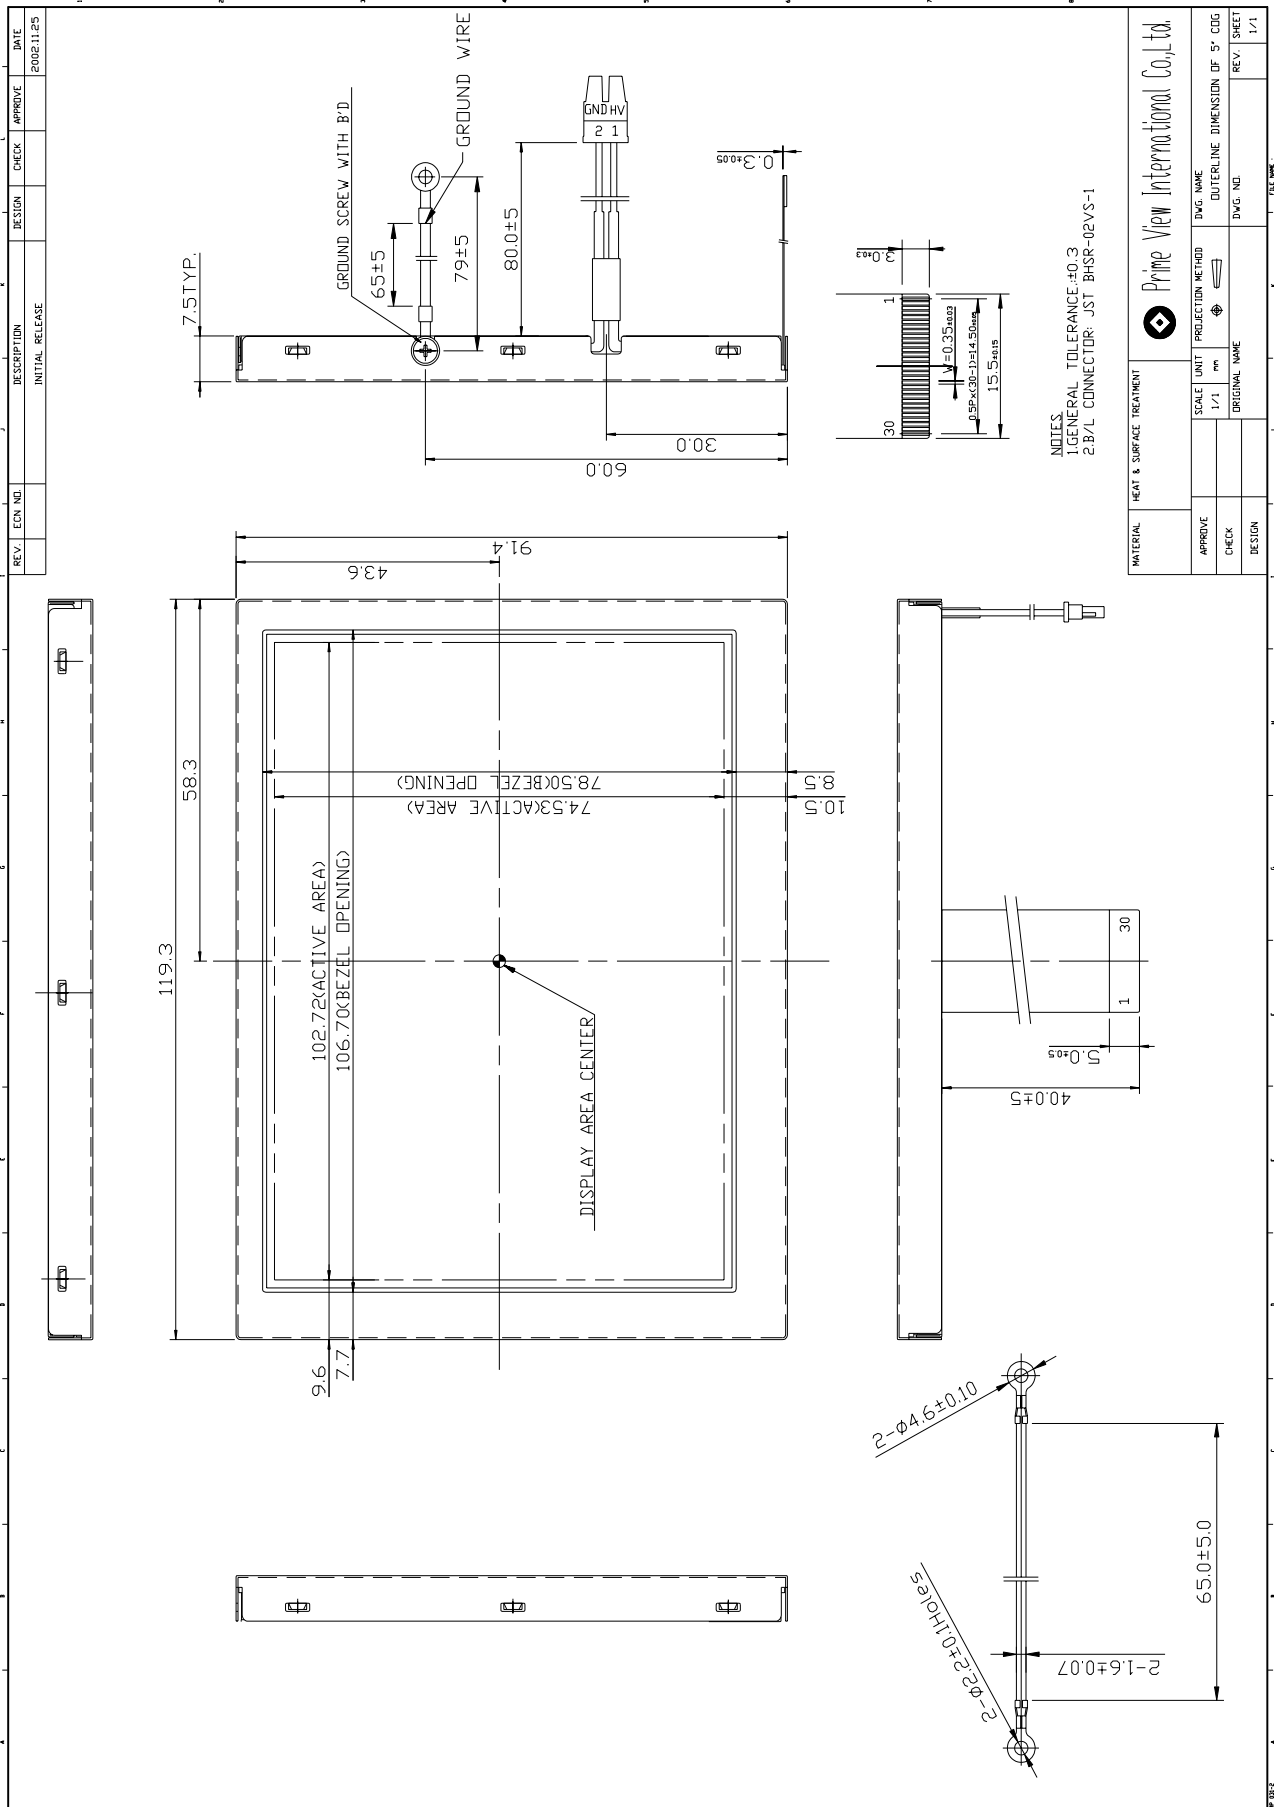 REV.
ECN NO.
DESCRIPTION
DESIGN
CHECK
APPROVE
DATE
INITIAL RELEASE
2002.11.25
7.5TYP.
GROUND SCREW WITH B'D
GROUND WIRE
65±5
79±5
80.0±5
GND HV
2 1
0.3±0.05
60.0
30.0
3.0±0.3
30
1
W=0.35±0.03
0.5Px(30-1)=14.50±0.05
15.5±0.15
NOTES
1.GENERAL TOLERANCE:±0.3
2.B/L CONNECTOR: JST BHSR-02VS-1
119.3
58.3
91.4
43.6
102.72(ACTIVE AREA)
106.70(BEZEL OPENING)
78.50(BEZEL OPENING)
74.53(ACTIVE AREA)
8.5
10.5
DISPLAY AREA CENTER
9.6
7.7
1
30
5.0±0.5
40.0±5
2-Ø4.6±0.10
2-Ø2.2±0.1Holes
2-1.6±0.07
65.0±5.0
MATERIAL
HEAT & SURFACE TREATMENT
Prime View International Co.,Ltd.
APPROVE
CHECK
DESIGN
SCALE
1/1
UNIT
mm
PROJECTION METHOD
ORIGINAL NAME
DWG. NAME
OUTERLINE DIMENSION OF 5" COG
DWG. NO.
REV.
SHEET
1/1
FILE NAME :